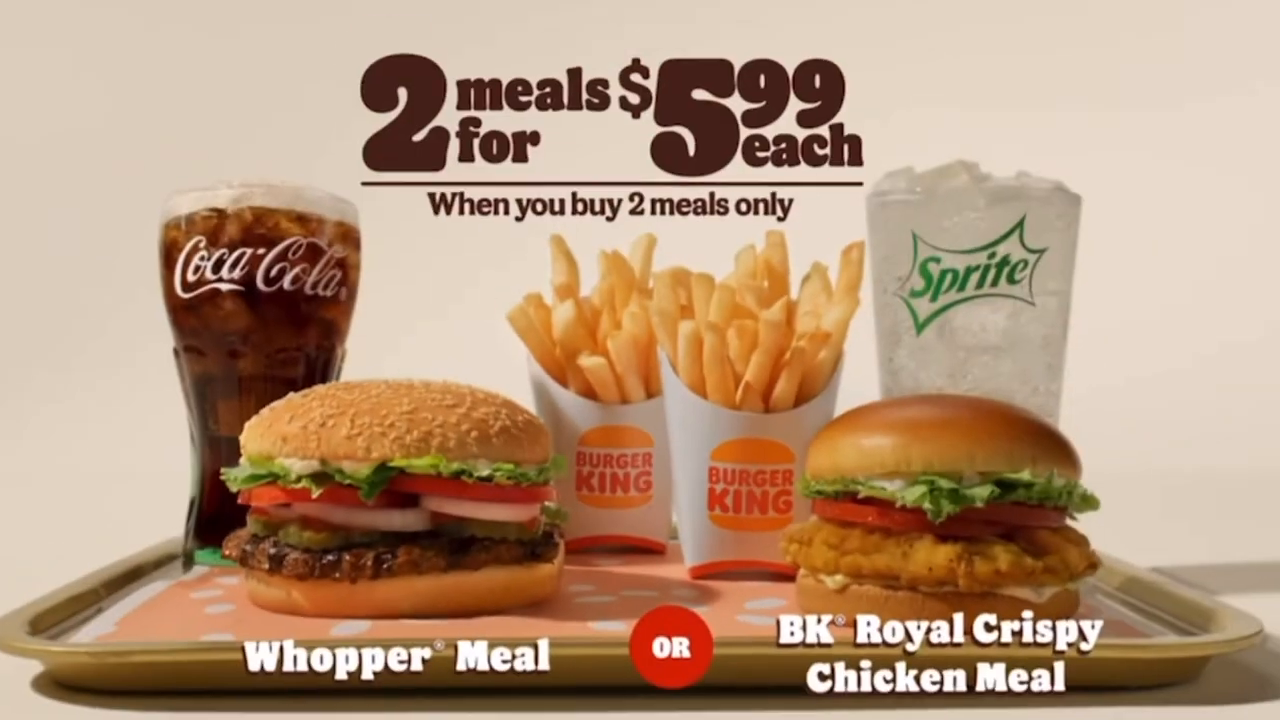 2 meals for $5.99 each
When you buy 2 meals only
Coca-Cola®
Sprite
BURGER
KING
BURGER
KING
Whopper® Meal
OR
BK® Royal Crispy
Chicken Meal